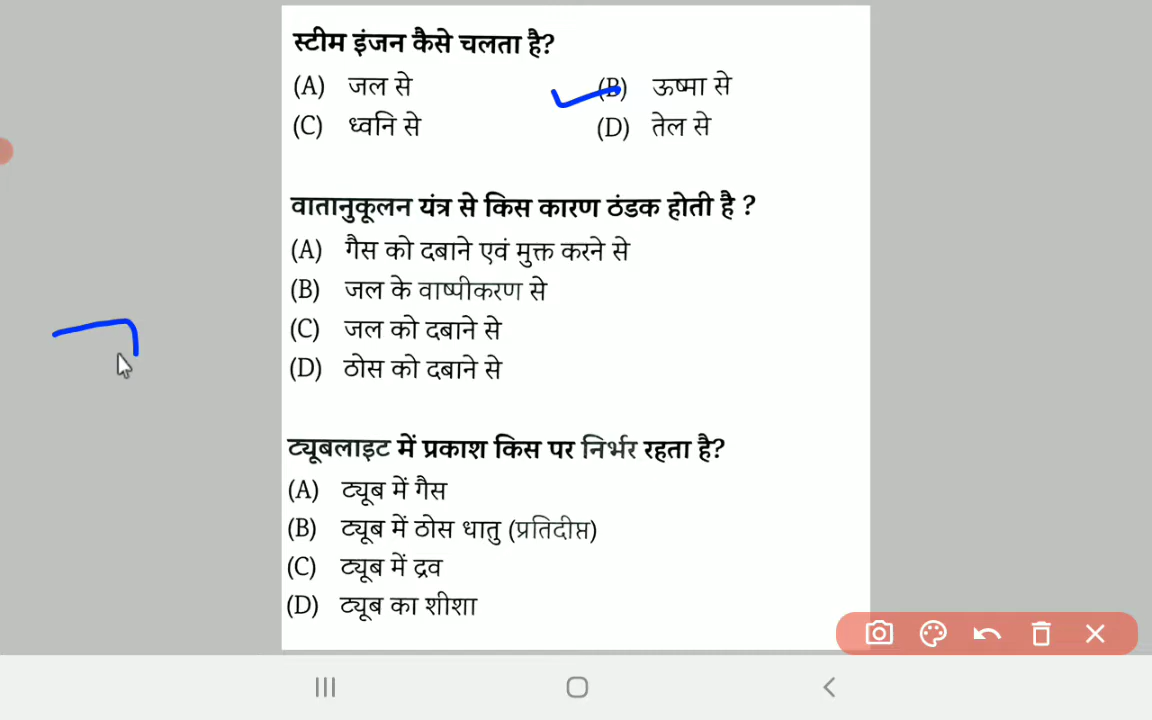 स्टीम इंजन कैसे चलता है?
(A) जल से (B) ऊष्मा से
(C) ध्वनि से (D) तेल से
वातानुकूलन यंत्र से किस कारण ठंडक होती है ?
(A) गैस को दबाने एवं मुक्त करने से
(B) जल के वाष्पीकरण से
(C) जल को दबाने से
(D) ठोस को दबाने से
ट्यूबलाइट में प्रकाश किस पर निर्भर रहता है?
(A) ट्यूब में गैस
(B) ट्यूब में ठोस धातु (प्रतिदीप्त)
(C) ट्यूब में द्रव
(D) ट्यूब का शीशा